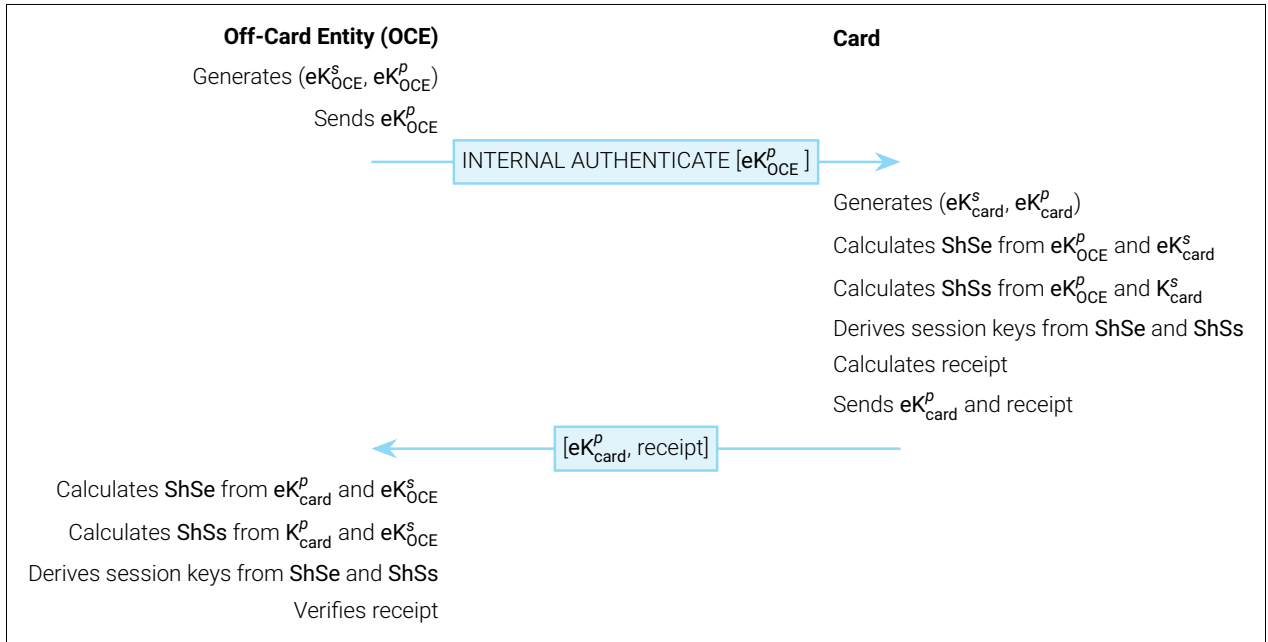 Off-Card Entity (OCE)
Card
Generates (eK^s_OCE, eK^p_OCE)
Sends eK^p_OCE
INTERNAL AUTHENTICATE [eK^p_OCE ]
Generates (eK^s_card, eK^p_card)
Calculates ShSe from eK^p_OCE and eK^s_card
Calculates ShSs from eK^p_OCE and K^s_card
Derives session keys from ShSe and ShSs
Calculates receipt
Sends eK^p_card and receipt
[eK^p_card, receipt]
Calculates ShSe from eK^p_card and eK^s_OCE
Calculates ShSs from K^p_card and eK^s_OCE
Derives session keys from ShSe and ShSs
Verifies receipt